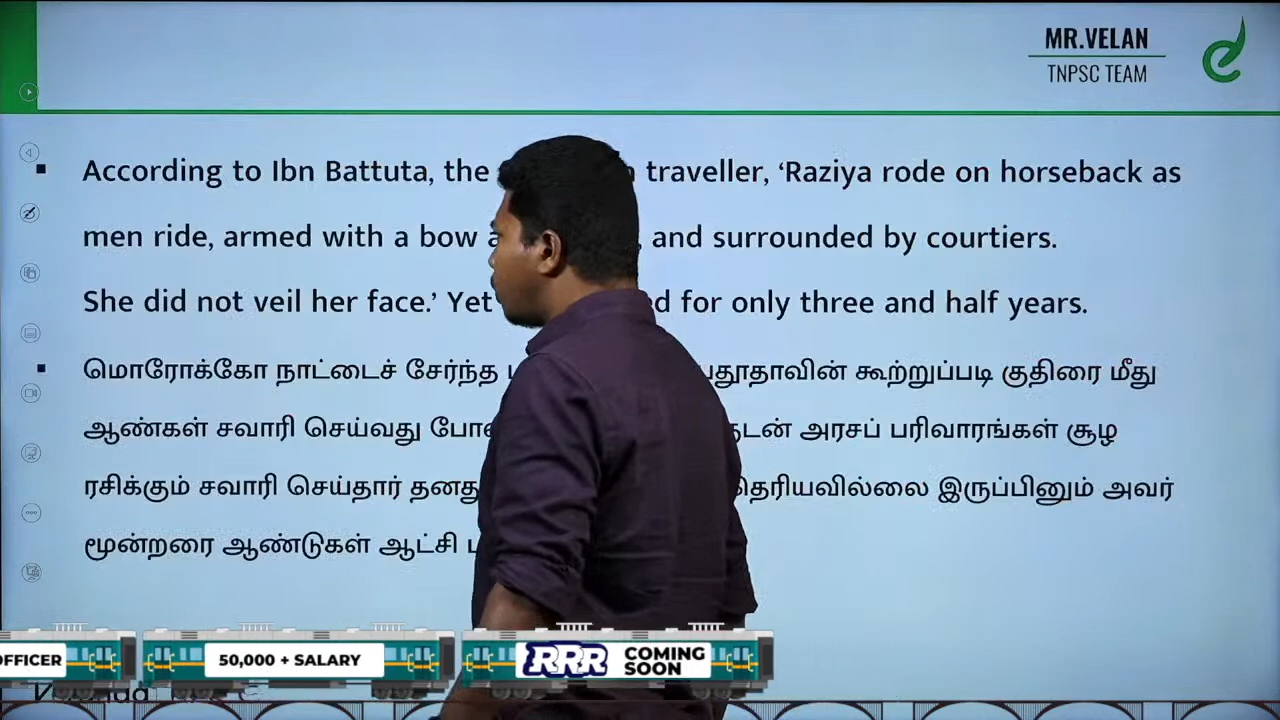 MR.VELAN
TNPSC TEAM
According to Ibn Battuta, the traveller, ‘Raziya rode on horseback as
men ride, armed with a bow and surrounded by courtiers.
She did not veil her face.’ Yet for only three and half years.
மொரோக்கோ நாட்டைச் சேர்ந்த கூற்றுப்படி குதிரை மீது
ஆண்கள் சவாரி செய்வது அரசப் பரிவாரங்கள் சூழ
ரசிக்கும் சவாரி செய்தார் இருப்பினும் அவர்
மூன்றரை ஆண்டுகள் ஆட்சி
OFFICER
50,000 + SALARY
RRR
COMING
SOON